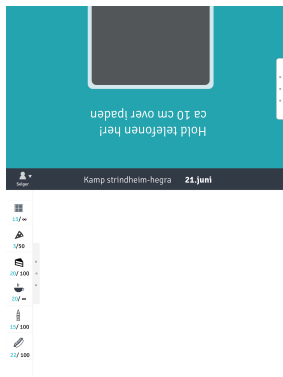 Hold telefonen her!
ca 10 cm over ipaden
Selger
Kamp strindheim-hegra 21.juni
13/ ∞
5/50
20/ 100
20/ ∞
15/ 100
22/ 100